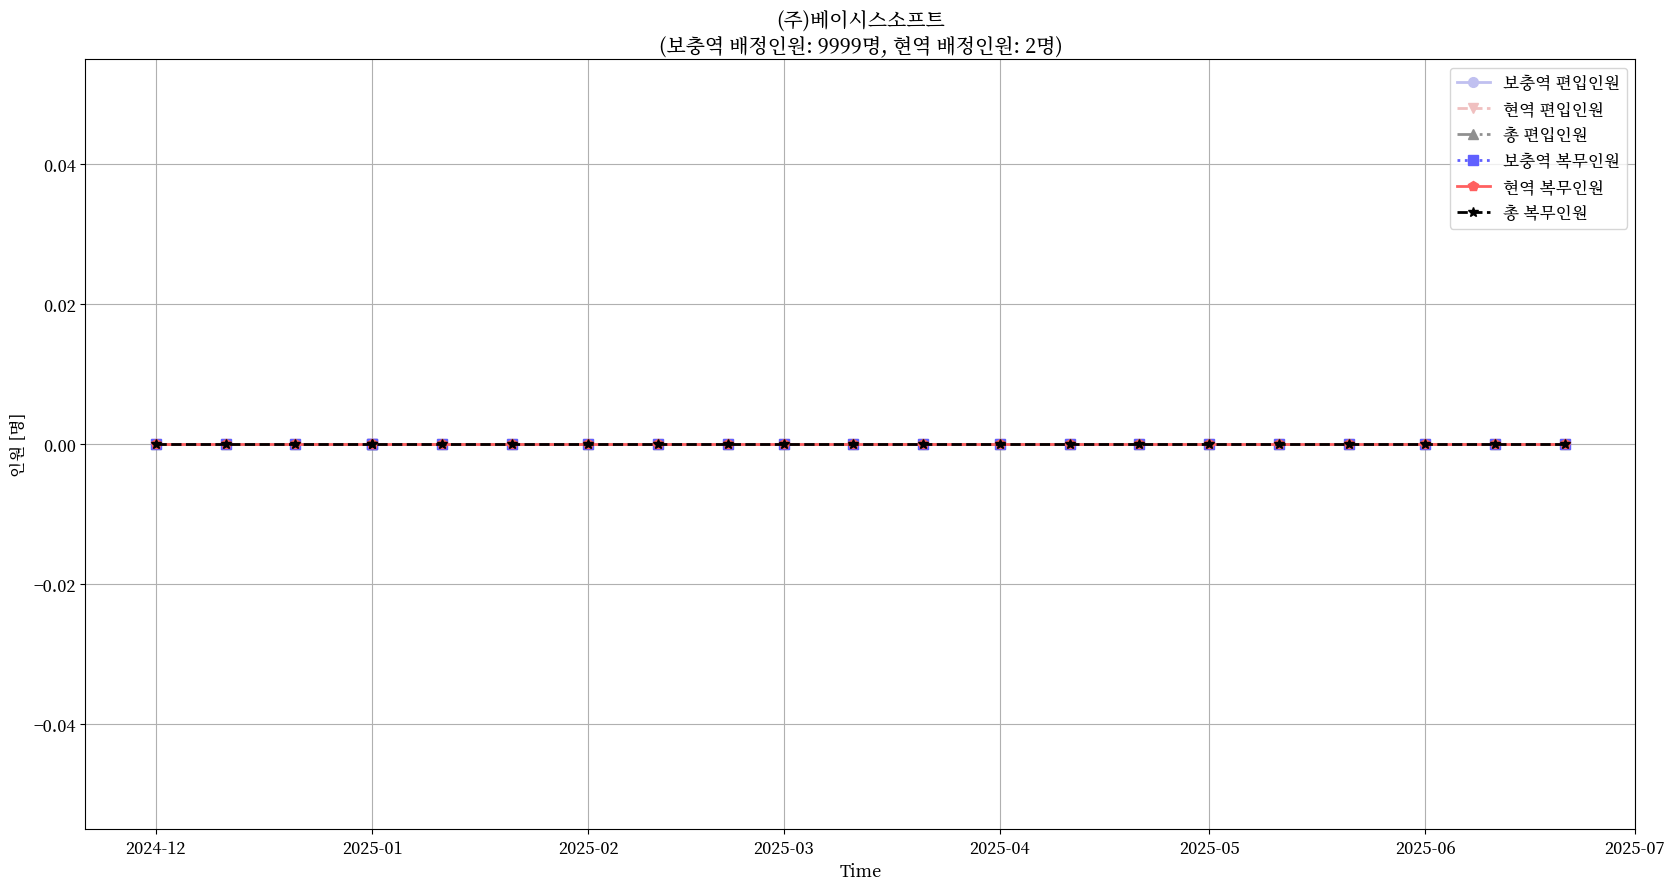 (주)베이시스소프트
(보충역 배정인원: 9999명, 현역 배정인원: 2명)
보충역 편입인원
현역 편입인원
총 편입인원
보충역 복무인원
현역 복무인원
총 복무인원
인원 [명]
0.04
0.02
0.00
−0.02
−0.04
2024-12
2025-01
2025-02
2025-03
2025-04
2025-05
2025-06
2025-07
Time